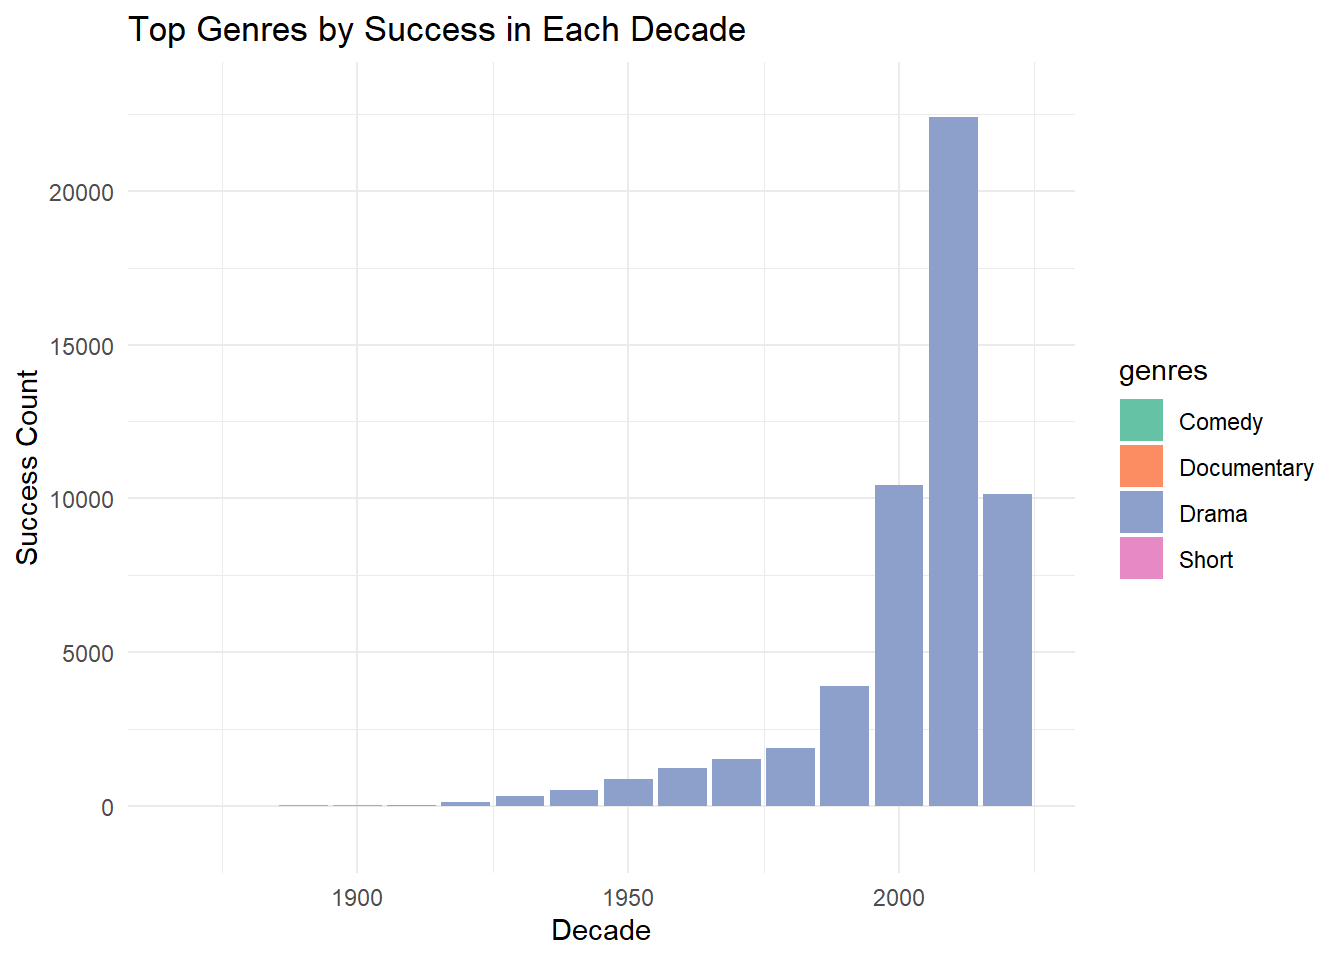 Top Genres by Success in Each Decade
Success Count
20000
15000
10000
5000
0
1900
1950
2000
Decade
genres
Comedy
Documentary
Drama
Short